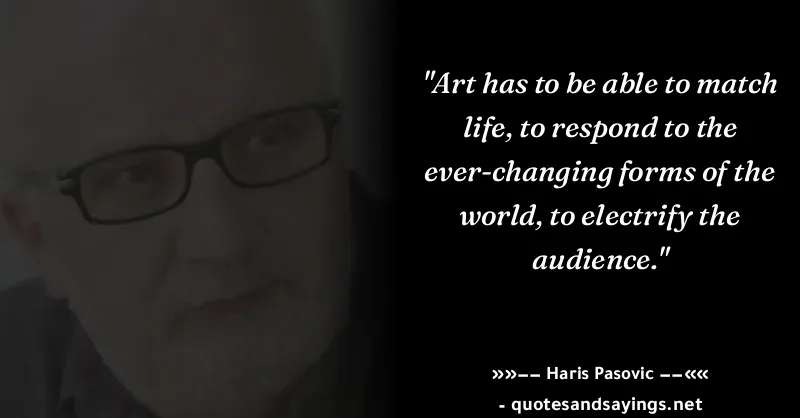 "Art has to be able to match
life, to respond to the
ever-changing forms of the
world, to electrify the
audience."
»»–– Haris Pasovic ––««
- quotesandsayings.net